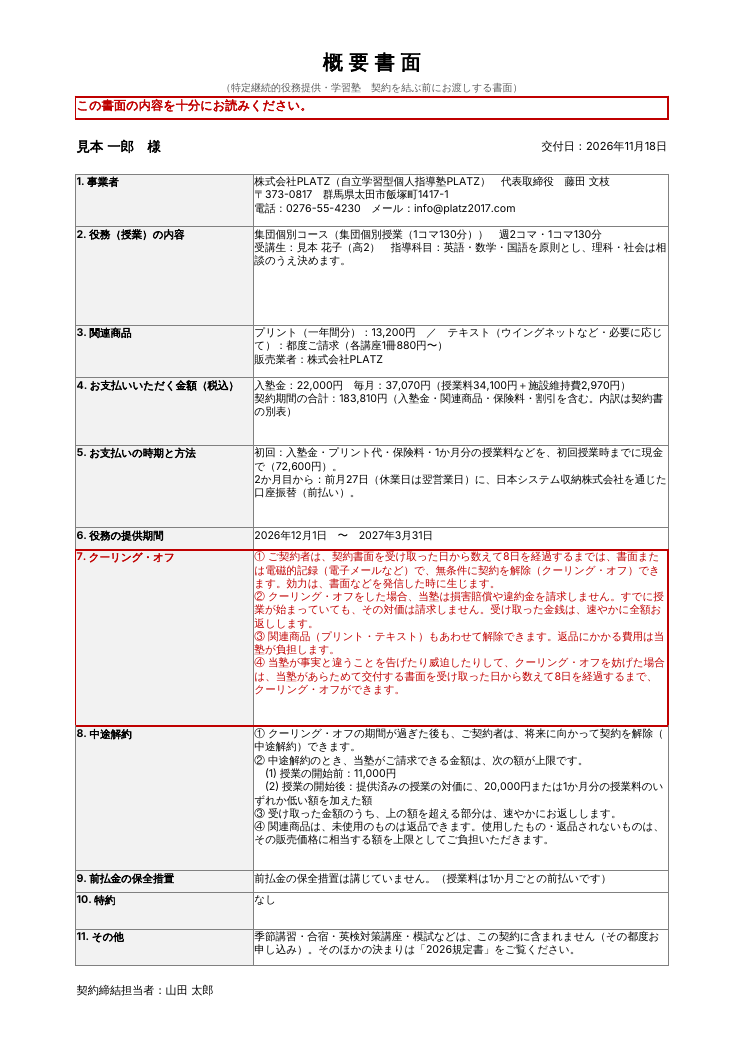 概要書面
（特定継続的役務提供・学習塾　契約を結ぶ前にお渡しする書面）
この書面の内容を十分にお読みください。
見本 一郎　様
交付日：2026年11月18日
1. 事業者
株式会社PLATZ（自立学習型個人指導塾PLATZ）　代表取締役　藤田 文枝
〒373-0817　群馬県太田市飯塚町1417-1
電話：0276-55-4230　メール：info@platz2017.com
2. 役務（授業）の内容
集団個別コース（集団個別授業（1コマ130分））　週2コマ・1コマ130分
受講生：見本 花子（高2）　指導科目：英語・数学・国語を原則とし、理科・社会は相
談のうえ決めます。
3. 関連商品
プリント（一年間分）：13,200円　／　テキスト（ウイングネットなど・必要に応じ
て）：都度ご請求（各講座1冊880円〜）
販売業者：株式会社PLATZ
4. お支払いいただく金額（税込）
入塾金：22,000円　毎月：37,070円（授業料34,100円＋施設維持費2,970円）
契約期間の合計：183,810円（入塾金・関連商品・保険料・割引を含む。内訳は契約書
の別表）
5. お支払いの時期と方法
初回：入塾金・プリント代・保険料・1か月分の授業料などを、初回授業時までに現金
で（72,600円）。
2か月目から：前月27日（休業日は翌営業日）に、日本システム収納株式会社を通じた
口座振替（前払い）。
6. 役務の提供期間
2026年12月1日　〜　2027年3月31日
7. クーリング・オフ
① ご契約者は、契約書面を受け取った日から数えて8日を経過するまでは、書面また
は電磁的記録（電子メールなど）で、無条件に契約を解除（クーリング・オフ）でき
ます。効力は、書面などを発信した時に生じます。
② クーリング・オフをした場合、当塾は損害賠償や違約金を請求しません。すでに授
業が始まっていても、その対価は請求しません。受け取った金銭は、速やかに全額お
返しします。
③ 関連商品（プリント・テキスト）もあわせて解除できます。返品にかかる費用は当
塾が負担します。
④ 当塾が事実と違うことを告げたり威迫したりして、クーリング・オフを妨げた場合
は、当塾があらためて交付する書面を受け取った日から数えて8日を経過するまで、
クーリング・オフができます。
8. 中途解約
① クーリング・オフの期間が過ぎた後も、ご契約者は、将来に向かって契約を解除（
中途解約）できます。
② 中途解約のとき、当塾がご請求できる金額は、次の額が上限です。
　(1) 授業の開始前：11,000円
　(2) 授業の開始後：提供済みの授業の対価に、20,000円または1か月分の授業料のい
ずれか低い額を加えた額
③ 受け取った金額のうち、上の額を超える部分は、速やかにお返しします。
④ 関連商品は、未使用のものは返品できます。使用したもの・返品されないものは、
その販売価格に相当する額を上限としてご負担いただきます。
9. 前払金の保全措置
前払金の保全措置は講じていません。（授業料は1か月ごとの前払いです）
10. 特約
なし
11. その他
季節講習・合宿・英検対策講座・模試などは、この契約に含まれません（その都度お
申し込み）。そのほかの決まりは「2026規定書」をご覧ください。
契約締結担当者：山田 太郎